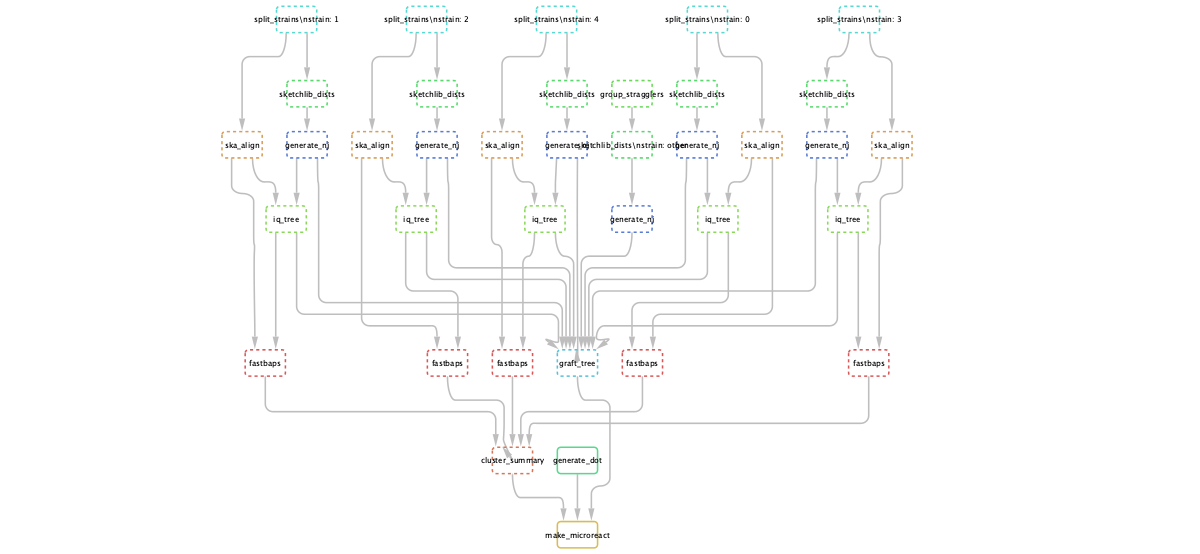 split_strains\nstrain: 1
split_strains\nstrain: 2
split_strains\nstrain: 4
split_strains\nstrain: 0
split_strains\nstrain: 3
sketchlib_dists
sketchlib_dists
sketchlib_dists
group_stragglers
sketchlib_dists
sketchlib_dists
ska_align
generate_nj
ska_align
generate_nj
ska_align
generate_nj
sketchlib_dists\nstrain: other
generate_nj
ska_align
generate_nj
ska_align
iq_tree
iq_tree
iq_tree
generate_nj
iq_tree
iq_tree
fastbaps
fastbaps
fastbaps
graft_tree
fastbaps
fastbaps
cluster_summary
generate_dot
make_microreact